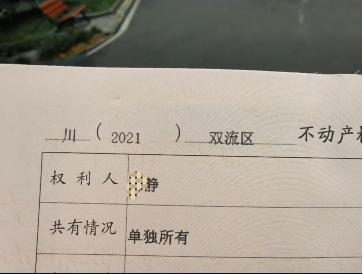 川 (2021) 双流区 不动产权
权利人 静
共有情况 单独所有